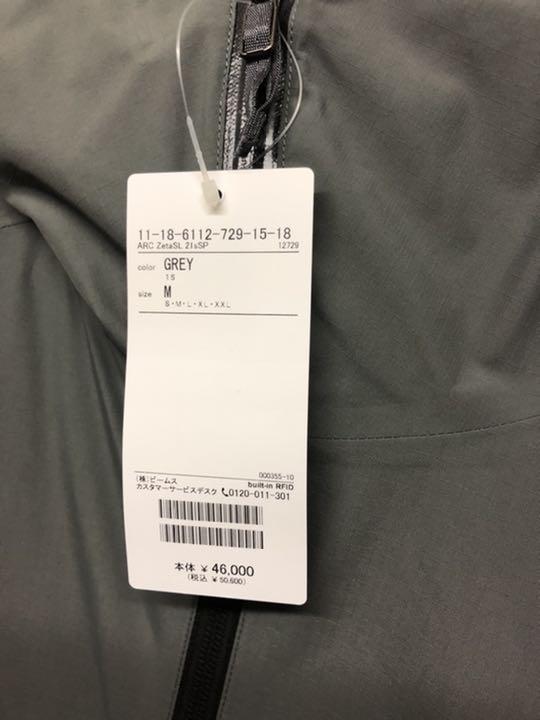 11-18-6112-729-15-18
ARC ZetaSL 21sSP 12729
color GREY
15
size M
S・M・L・XL・XXL
000355-10
(株)ビームス built-in RFID
カスタマーサービスデスク 0120-011-301
本体 ¥ 46,000
(税込 ¥ 50,600)